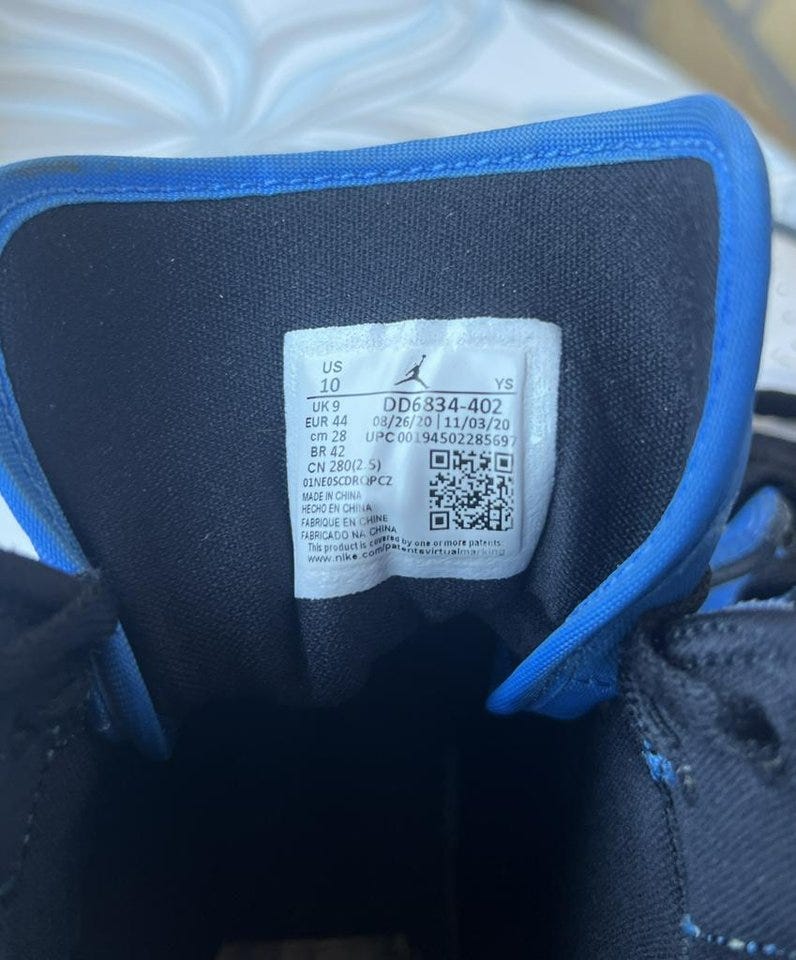 US
10 YS
UK 9 DD6834-402
EUR 44 08/26/20 | 11/03/20
cm 28 UPC 00194502285697
BR 42
CN 280(2.5)
01NE0SCDRQPCZ
MADE IN CHINA
HECHO EN CHINA
FABRIQUE EN CHINE
FABRICADO NA CHINA
This product is covered by one or more patents.
www.nike.com/patentsvirtualmarking